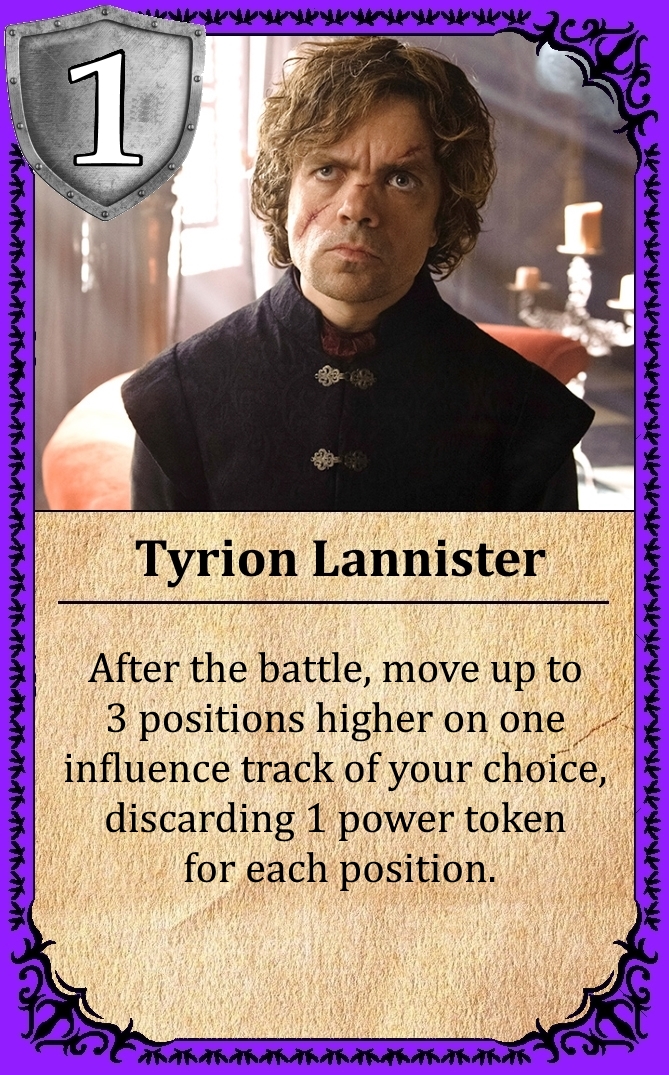 1
Tyrion Lannister
After the battle, move up to
3 positions higher on one
influence track of your choice,
discarding 1 power token
for each position.